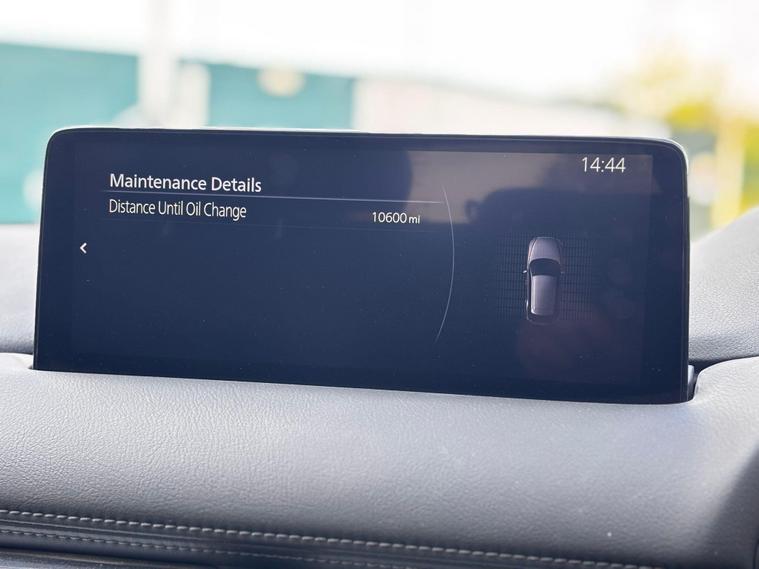 14:44
Maintenance Details
Distance Until Oil Change 10600 mi